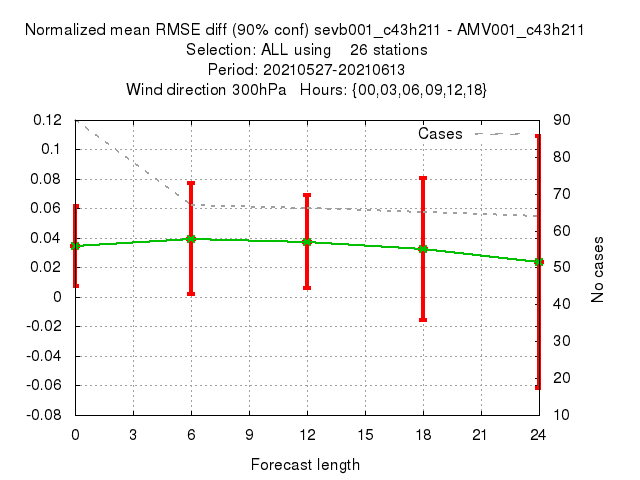 Normalized mean RMSE diff (90% conf) sevb001_c43h211 - AMV001_c43h211
Selection: ALL using 26 stations
Period: 20210527-20210613
Wind direction 300hPa Hours: {00,03,06,09,12,18}
Cases
0.12
0.1
0.08
0.06
0.04
0.02
0
-0.02
-0.04
-0.06
-0.08
90
80
70
60
50
40
30
20
10
No cases
0 3 6 9 12 15 18 21 24
Forecast length